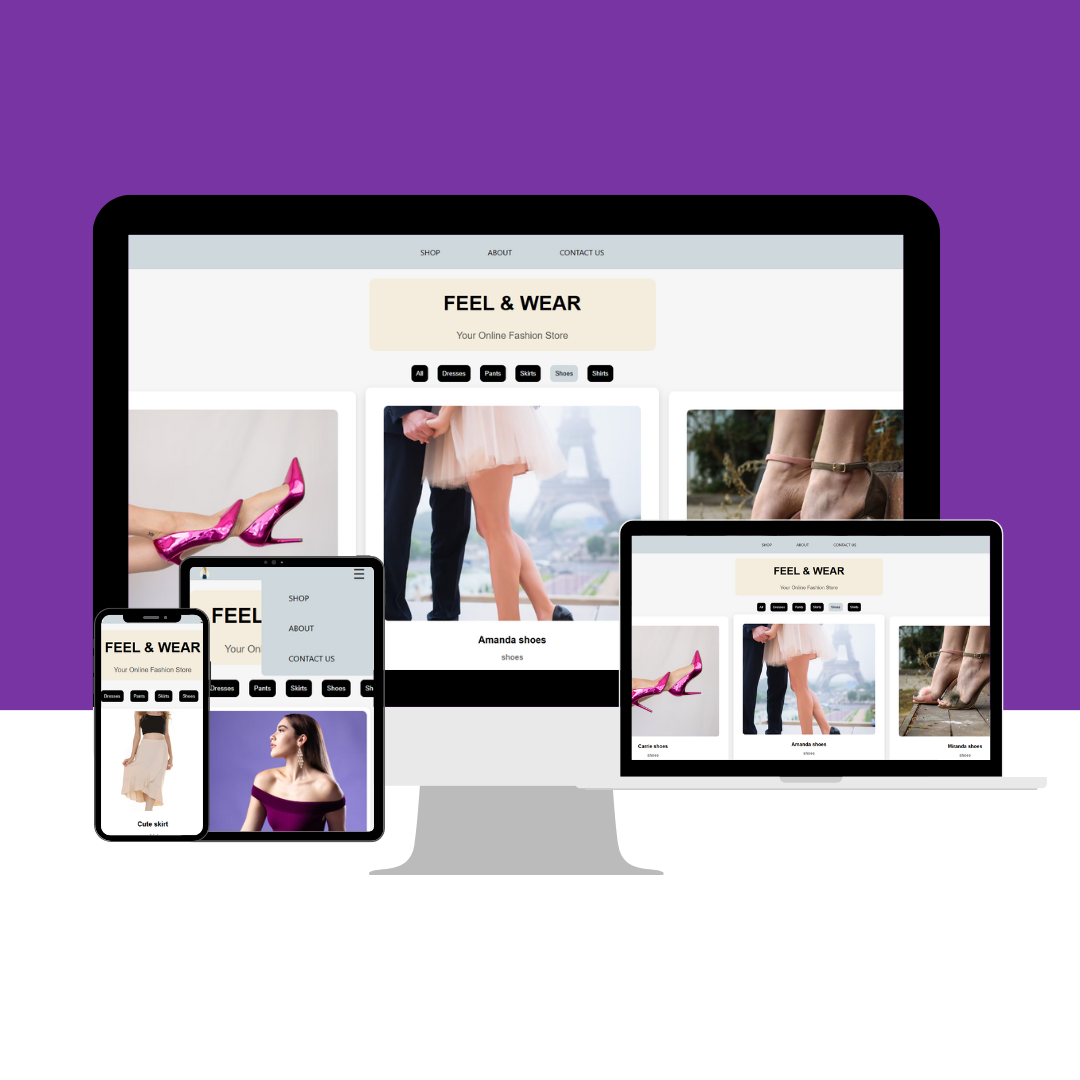 SHOP ABOUT CONTACT US
FEEL & WEAR
Your Online Fashion Store
All Dresses Pants Skirts Shoes Shirts
Amanda shoes
shoes
SHOP
ABOUT
CONTACT US
FEEL
Your On
Dresses Pants Skirts Shoes Sh
FEEL & WEAR
Your Online Fashion Store
Dresses Pants Skirts Shoes
Cute skirt
SHOP ABOUT CONTACT US
FEEL & WEAR
Your Online Fashion Store
All Dresses Pants Skirts Shoes Shirts
Carrie shoes Amanda shoes Miranda shoes
shoes shoes shoes